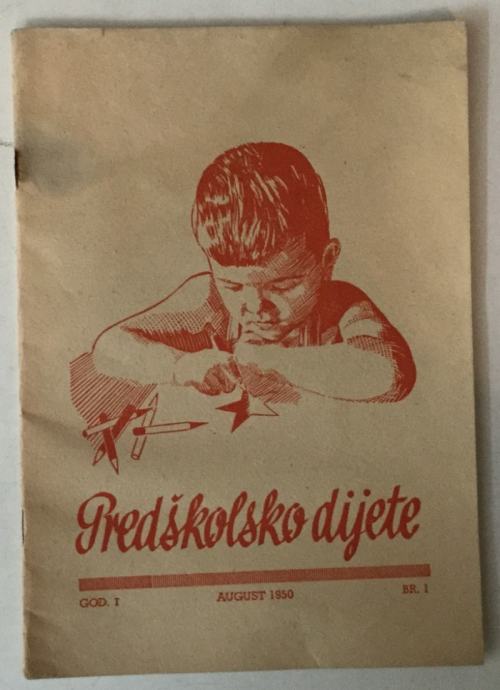 Predškolsko dijete
GOD. I
AUGUST 1950
BR. 1